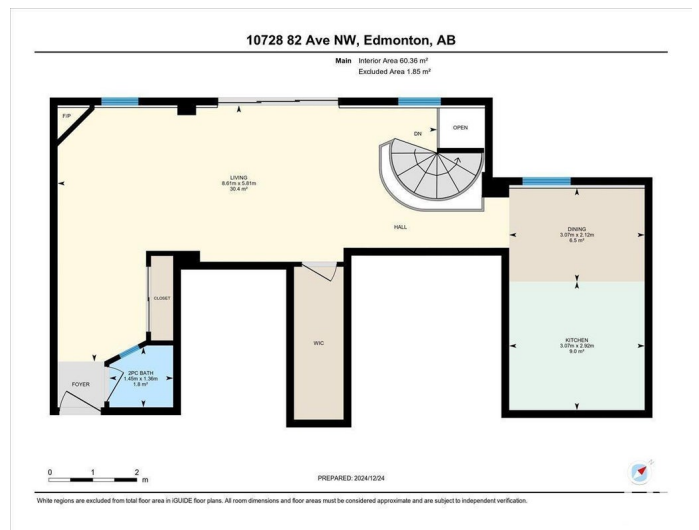 10728 82 Ave NW, Edmonton, AB
Main Interior Area 60.36 m²
Excluded Area 1.85 m²
F/P
DN
OPEN
LIVING
8.61m x 5.81m
30.4 m²
HALL
DINING
3.07m x 2.12m
6.5 m²
CLOSET
WIC
KITCHEN
3.07m x 2.92m
9.0 m²
2PC BATH
1.45m x 1.36m
1.8 m²
FOYER
0 1 2
m
PREPARED: 2024/12/24
N
White regions are excluded from total floor area in iGUIDE floor plans. All room dimensions and floor areas must be considered approximate and are subject to independent verification.